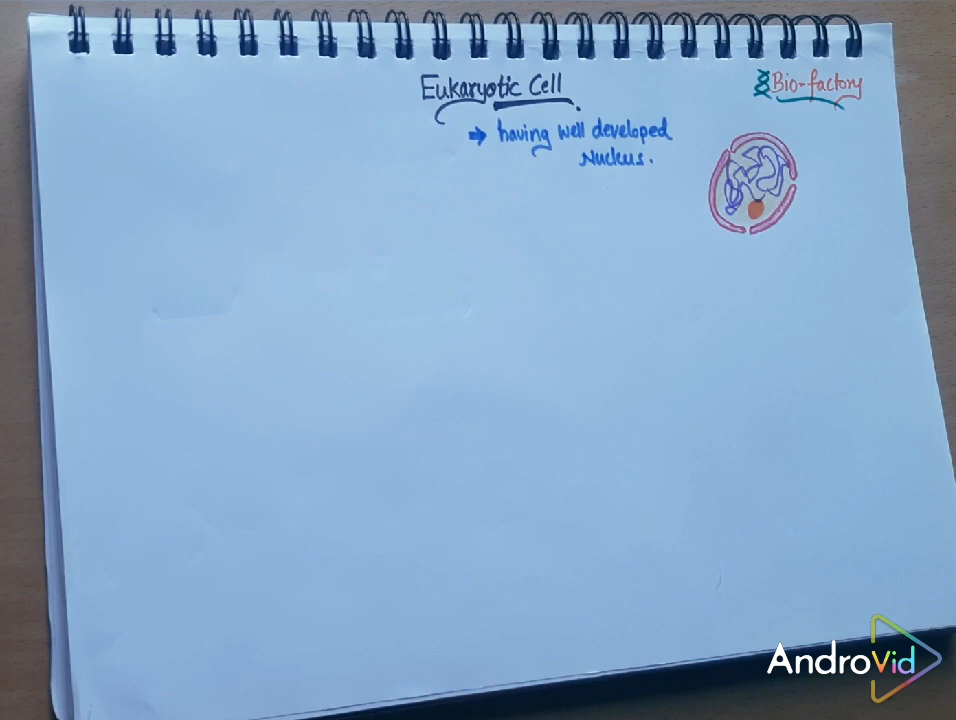 Eukaryotic Cell
Bio-factory
→ having well developed
Nucleus.
AndroVid